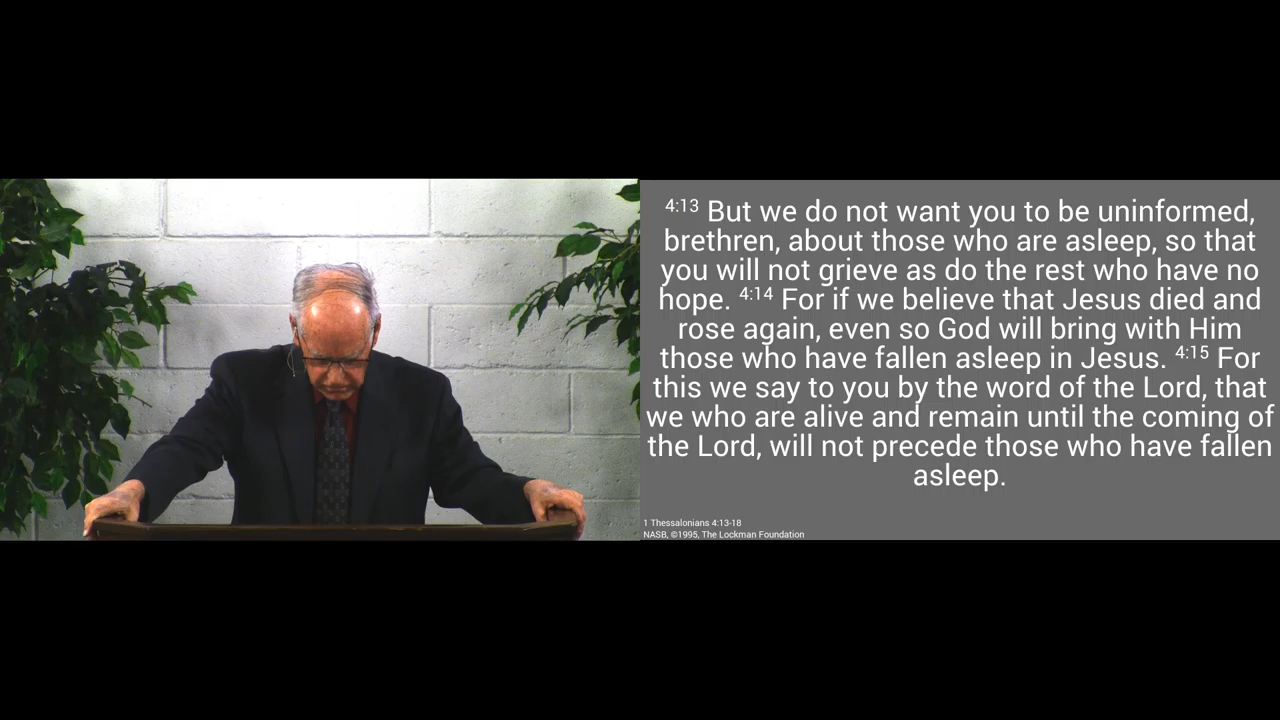 4:13 But we do not want you to be uninformed,
brethren, about those who are asleep, so that
you will not grieve as do the rest who have no
hope. 4:14 For if we believe that Jesus died and
rose again, even so God will bring with Him
those who have fallen asleep in Jesus. 4:15 For
this we say to you by the word of the Lord, that
we who are alive and remain until the coming of
the Lord, will not precede those who have fallen
asleep.
1 Thessalonians 4:13-18
NASB, ©1995, The Lockman Foundation